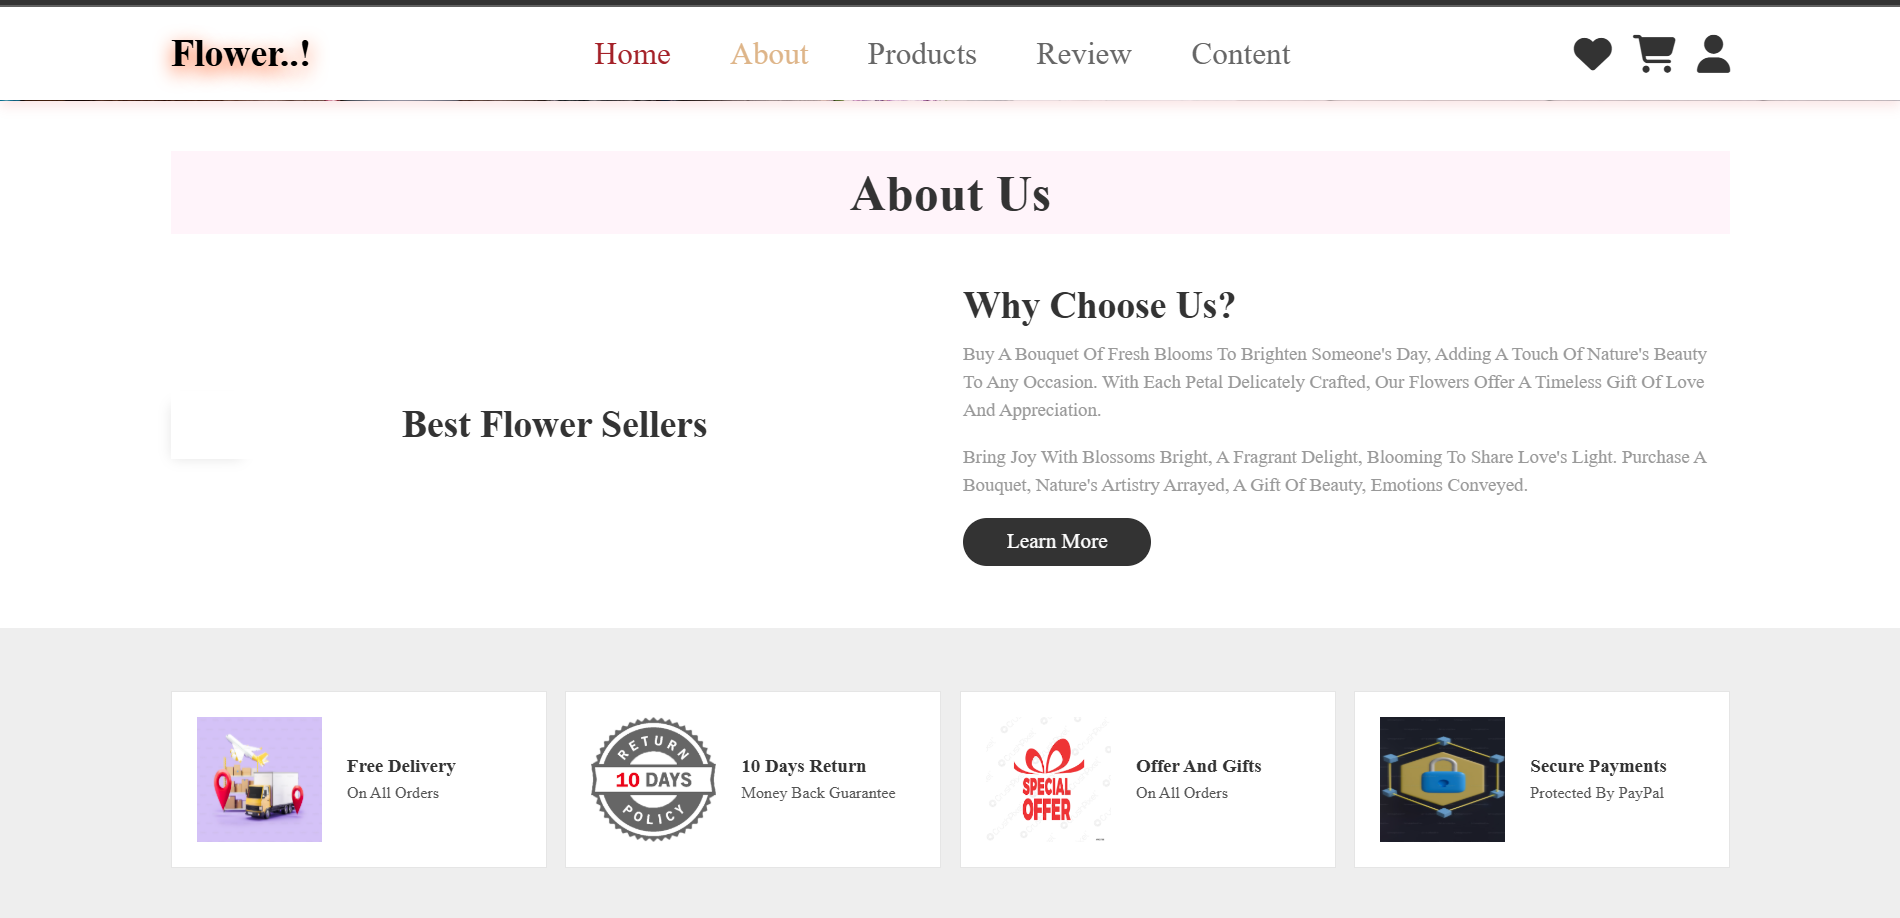 Flower..!
Home About Products Review Content
About Us
Best Flower Sellers
Why Choose Us?
Buy A Bouquet Of Fresh Blooms To Brighten Someone's Day, Adding A Touch Of Nature's Beauty
To Any Occasion. With Each Petal Delicately Crafted, Our Flowers Offer A Timeless Gift Of Love
And Appreciation.
Bring Joy With Blossoms Bright, A Fragrant Delight, Blooming To Share Love's Light. Purchase A
Bouquet, Nature's Artistry Arrayed, A Gift Of Beauty, Emotions Conveyed.
Learn More
Free Delivery
On All Orders
RETURN
10 DAYS
POLICY
10 Days Return
Money Back Guarantee
SPECIAL
OFFER
Offer And Gifts
On All Orders
Secure Payments
Protected By PayPal